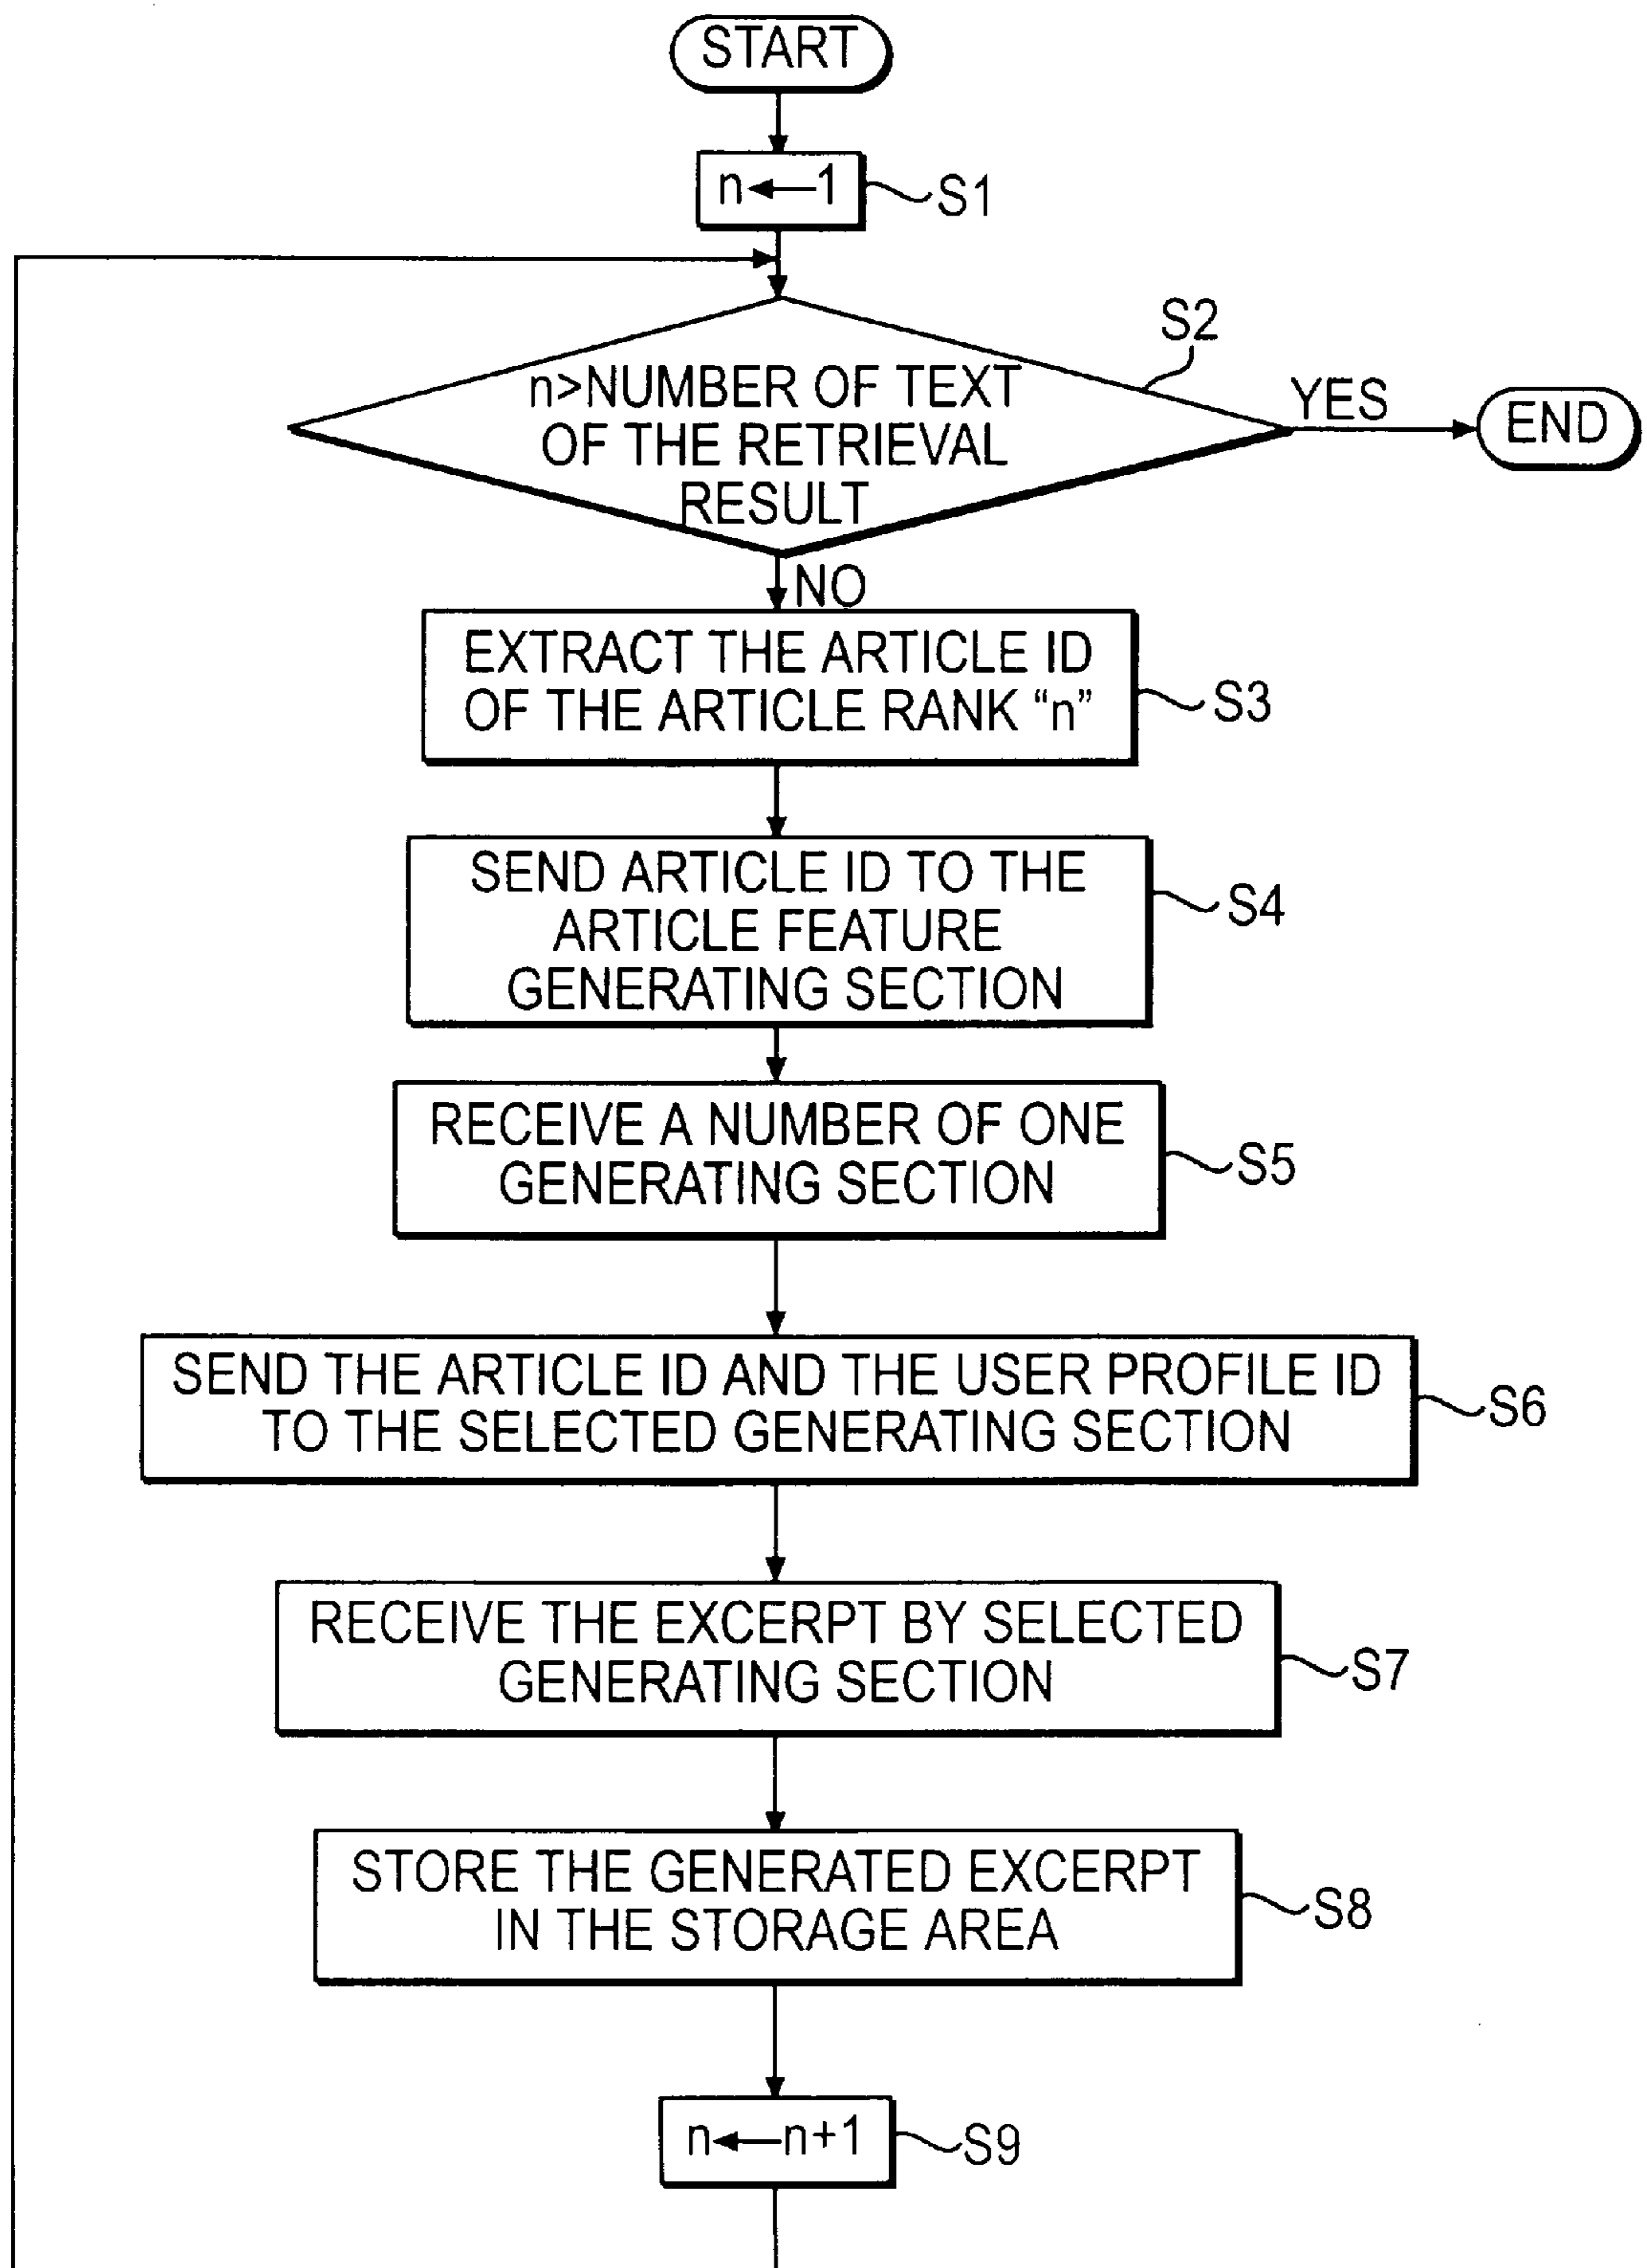 START
n←1
S1
S2
n>NUMBER OF TEXT
OF THE RETRIEVAL
RESULT
YES
END
NO
EXTRACT THE ARTICLE ID
OF THE ARTICLE RANK “n”
S3
SEND ARTICLE ID TO THE
ARTICLE FEATURE
GENERATING SECTION
S4
RECEIVE A NUMBER OF ONE
GENERATING SECTION
S5
SEND THE ARTICLE ID AND THE USER PROFILE ID
TO THE SELECTED GENERATING SECTION
S6
RECEIVE THE EXCERPT BY SELECTED
GENERATING SECTION
S7
STORE THE GENERATED EXCERPT
IN THE STORAGE AREA
S8
n←n+1
S9